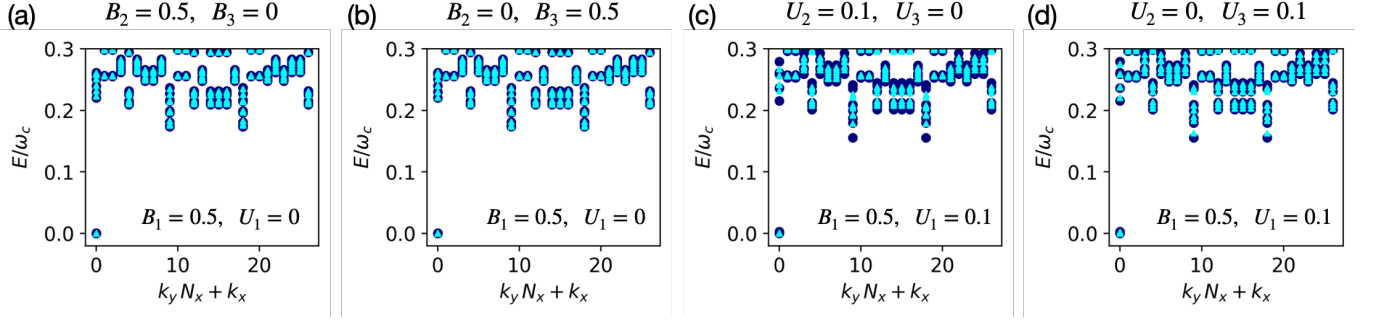 (a) B₂ = 0.5, B₃ = 0
E/ω_c
0.3
0.2
0.1
0.0
B₁ = 0.5, U₁ = 0
0 10 20
k_y N_x + k_x
(b) B₂ = 0, B₃ = 0.5
E/ω_c
0.3
0.2
0.1
0.0
B₁ = 0.5, U₁ = 0
0 10 20
k_y N_x + k_x
(c) U₂ = 0.1, U₃ = 0
E/ω_c
0.3
0.2
0.1
0.0
B₁ = 0.5, U₁ = 0.1
0 10 20
k_y N_x + k_x
(d) U₂ = 0, U₃ = 0.1
E/ω_c
0.3
0.2
0.1
0.0
B₁ = 0.5, U₁ = 0.1
0 10 20
k_y N_x + k_x